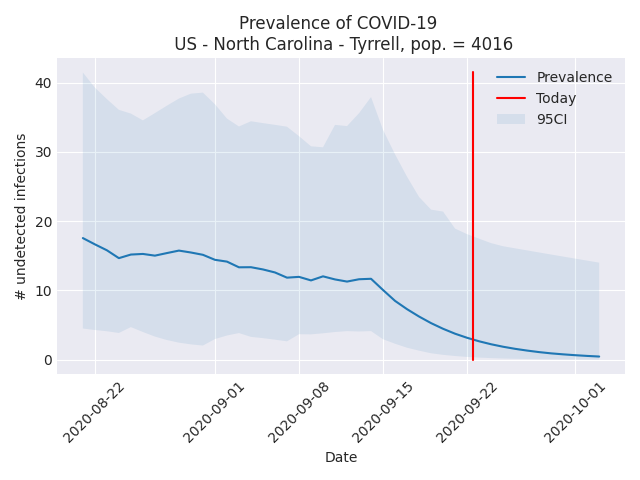 Prevalence of COVID-19
US - North Carolina - Tyrrell, pop. = 4016
Prevalence
Today
95CI
40
30
20
10
0
# undetected infections
2020-08-22
2020-09-01
2020-09-08
2020-09-15
2020-09-22
2020-10-01
Date